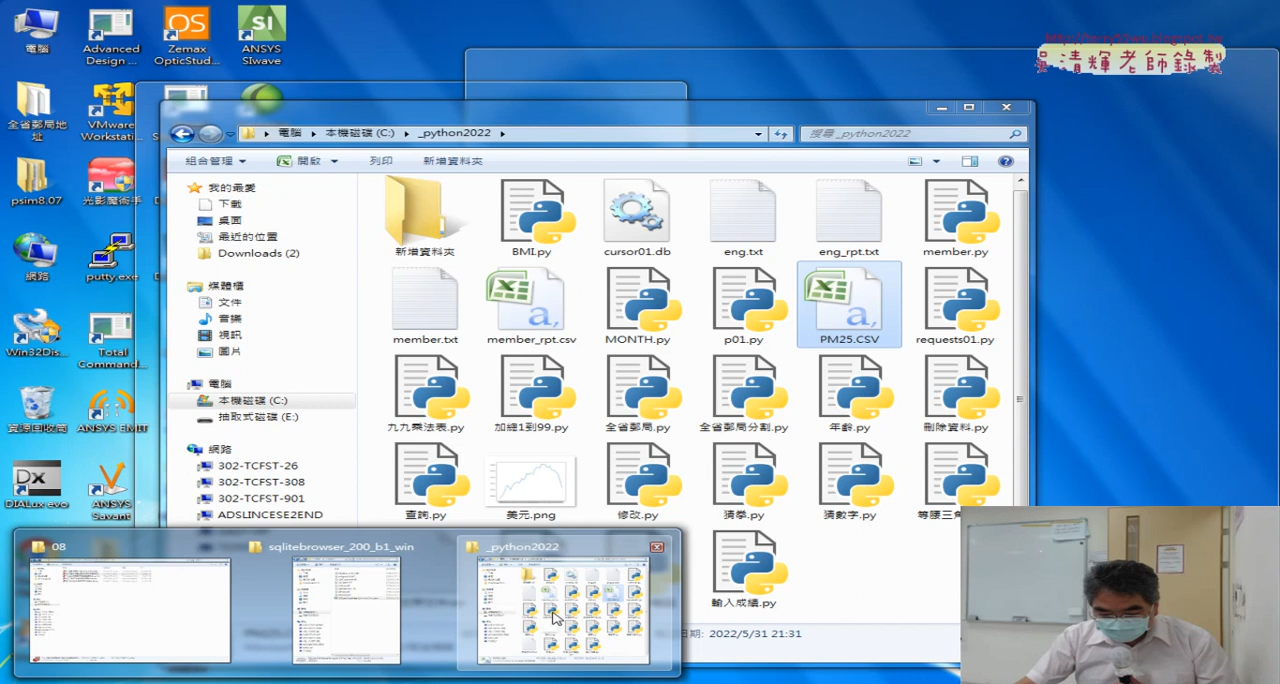 電腦
Advanced
Design ...
OS
Zemax
OpticStud...
SI
ANSYS
SIwave
http://terry55wu.blogspot.tw
吳清輝老師錄製
全省郵局地
址
VMware
Workstati...
psim8.07
光影魔術手
網路
putty.exe
Win32Dis...
Total
Command...
資源回收筒
ANSYS EMIT
Dx
DIALux evo
ANSYS
Savant
電腦 ▸ 本機磁碟 (C:) ▸ _python2022 ▸
搜尋 _python2022
組合管理
開啟
列印
新增資料夾
我的最愛
下載
桌面
最近的位置
Downloads (2)
媒體櫃
文件
音樂
視訊
圖片
電腦
本機磁碟 (C:)
抽取式磁碟 (E:)
網路
302-TCFST-26
302-TCFST-308
302-TCFST-901
ADSLINCESE2END
新增資料夾
BMI.py
cursor01.db
eng.txt
eng_rpt.txt
member.py
member.txt
member_rpt.csv
MONTH.py
p01.py
PM25.CSV
requests01.py
九九乘法表.py
加總1到99.py
全省郵局.py
全省郵局分割.py
年齡.py
刪除資料.py
查詢.py
美元.png
修改.py
猜拳.py
猜數字.py
等腰三角
輸入成績.py
日期: 2022/5/31 21:31
08
sqlitebrowser_200_b1_win
_python2022